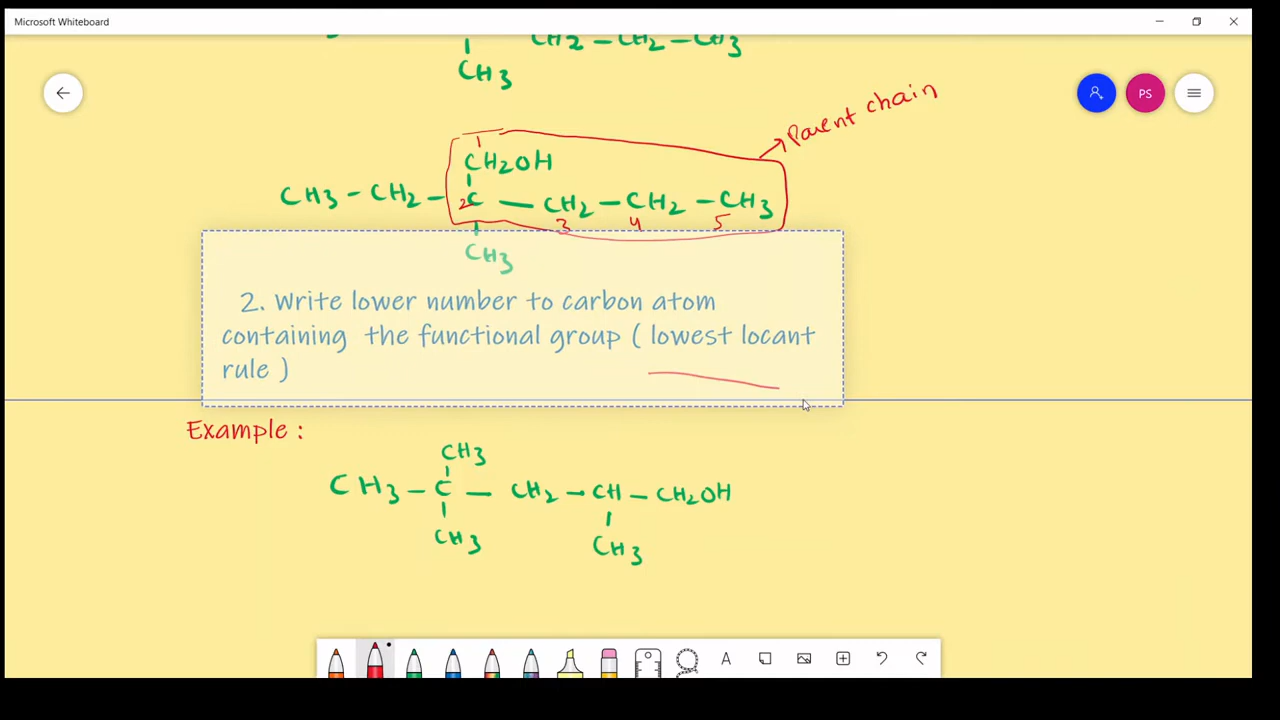 Microsoft Whiteboard
CH2 – CH2 – CH3
CH3
PS
Parent chain
1
CH2OH
CH3 – CH2 – C — CH2 – CH2 – CH3
2 3 4 5
CH3
2. Write lower number to carbon atom
containing the functional group ( lowest locant
rule )
Example :
CH3
CH3 – C — CH2 – CH – CH2OH
CH3 CH3
A